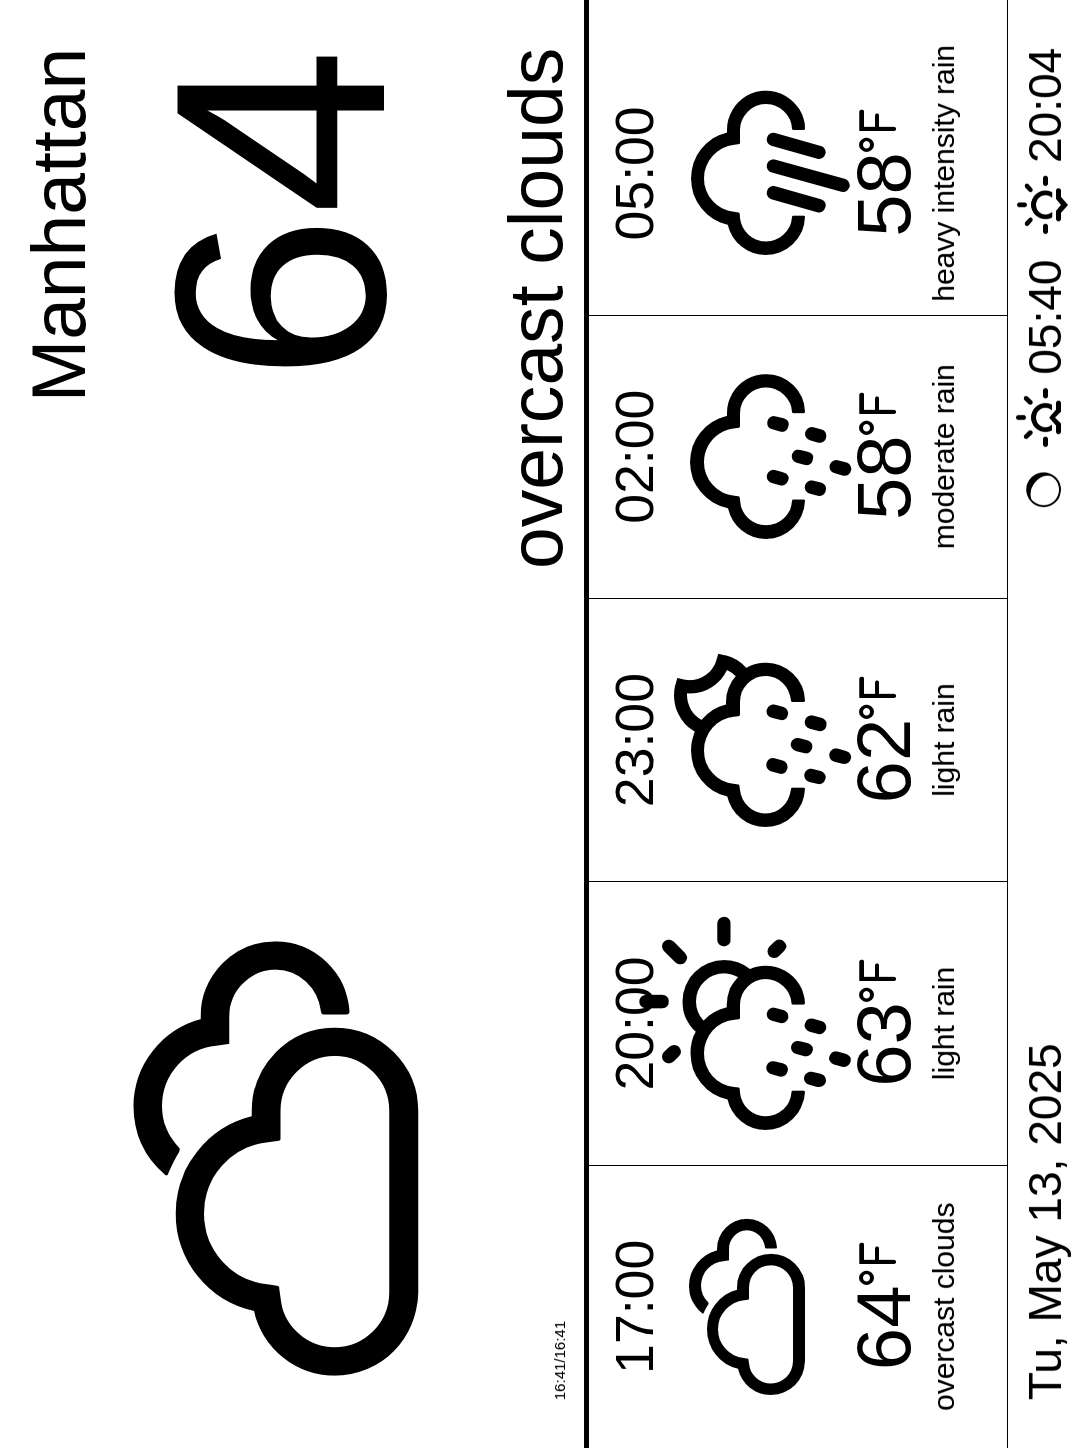 Manhattan
64
overcast clouds
16:41/16:41
17:00
64°F
overcast clouds
20:00
63°F
light rain
23:00
62°F
light rain
02:00
58°F
moderate rain
05:00
58°F
heavy intensity rain
Tu, May 13, 2025
05:40
20:04